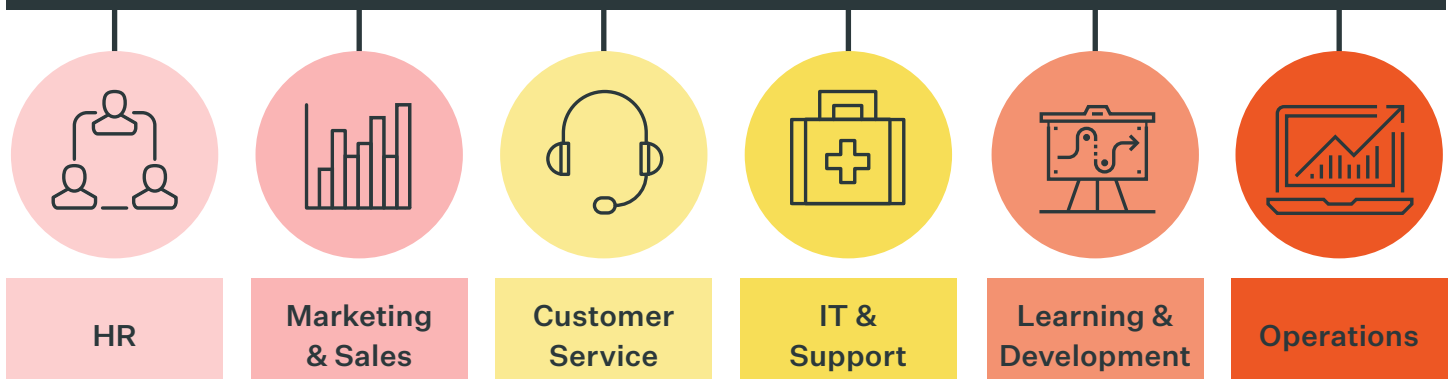 HR
Marketing
& Sales
Customer
Service
IT &
Support
Learning &
Development
Operations